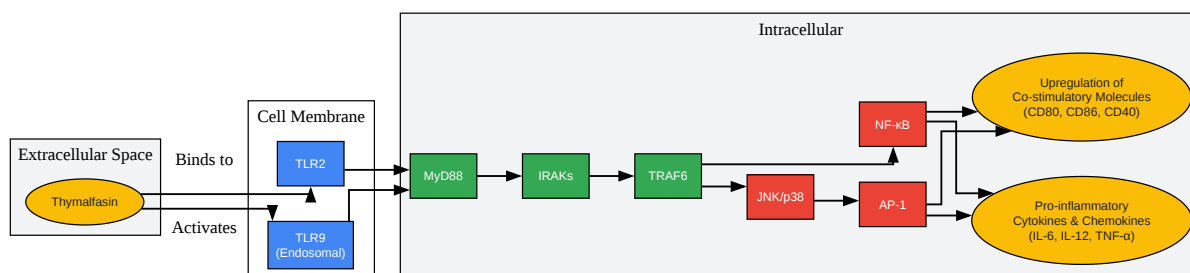 Intracellular
Upregulation of
Co-stimulatory Molecules
(CD80, CD86, CD40)
Cell Membrane
NF-κB
Extracellular Space
Binds to
TLR2
MyD88
IRAKs
TRAF6
Thymalfasin
JNK/p38
AP-1
Activates
TLR9
(Endosomal)
Pro-inflammatory
Cytokines & Chemokines
(IL-6, IL-12, TNF-α)